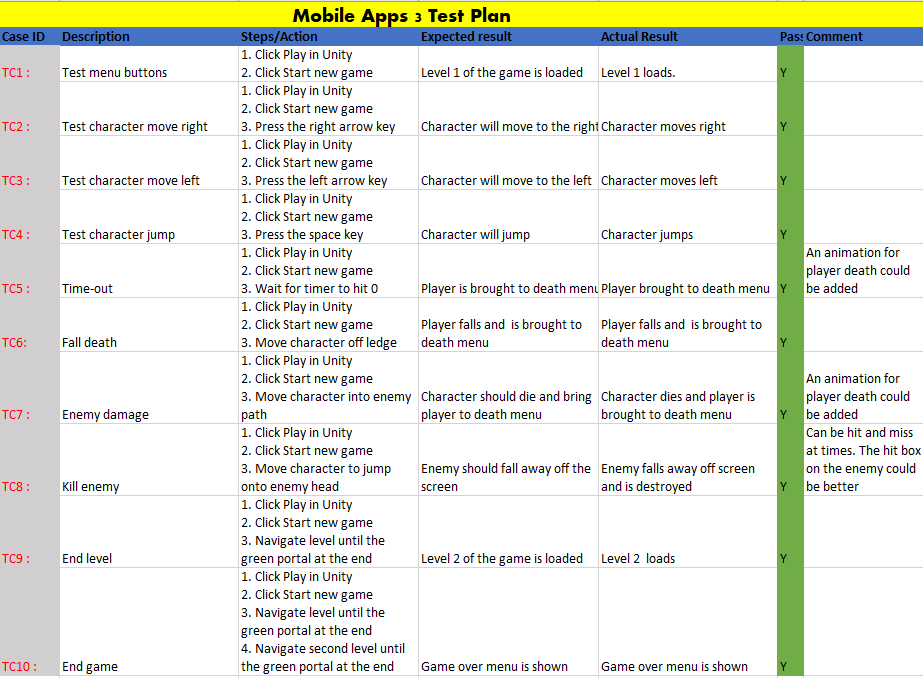 Mobile Apps 3 Test Plan
Case ID Description Steps/Action Expected result Actual Result Pas: Comment
1. Click Play in Unity
TC1 : Test menu buttons 2. Click Start new game Level 1 of the game is loaded Level 1 loads. Y
1. Click Play in Unity
2. Click Start new game
TC2 : Test character move right 3. Press the right arrow key Character will move to the right Character moves right Y
1. Click Play in Unity
2. Click Start new game
TC3 : Test character move left 3. Press the left arrow key Character will move to the left Character moves left Y
1. Click Play in Unity
2. Click Start new game
TC4 : Test character jump 3. Press the space key Character will jump Character jumps Y
1. Click Play in Unity An animation for
2. Click Start new game player death could
TC5 : Time-out 3. Wait for timer to hit 0 Player is brought to death menu Player brought to death menu Y be added
1. Click Play in Unity
2. Click Start new game Player falls and is brought to Player falls and is brought to
TC6: Fall death 3. Move character off ledge death menu death menu Y
1. Click Play in Unity
2. Click Start new game An animation for
3. Move character into enemy Character should die and bring Character dies and player is player death could
TC7 : Enemy damage path player to death menu brought to death menu Y be added
1. Click Play in Unity Can be hit and miss
2. Click Start new game at times. The hit box
3. Move character to jump Enemy should fall away off the Enemy falls away off screen on the enemy could
TC8 : Kill enemy onto enemy head screen and is destroyed Y be better
1. Click Play in Unity
2. Click Start new game
3. Navigate level until the
TC9 : End level green portal at the end Level 2 of the game is loaded Level 2 loads Y
1. Click Play in Unity
2. Click Start new game
3. Navigate level until the
green portal at the end
4. Navigate second level until
TC10 : End game the green portal at the end Game over menu is shown Game over menu is shown Y